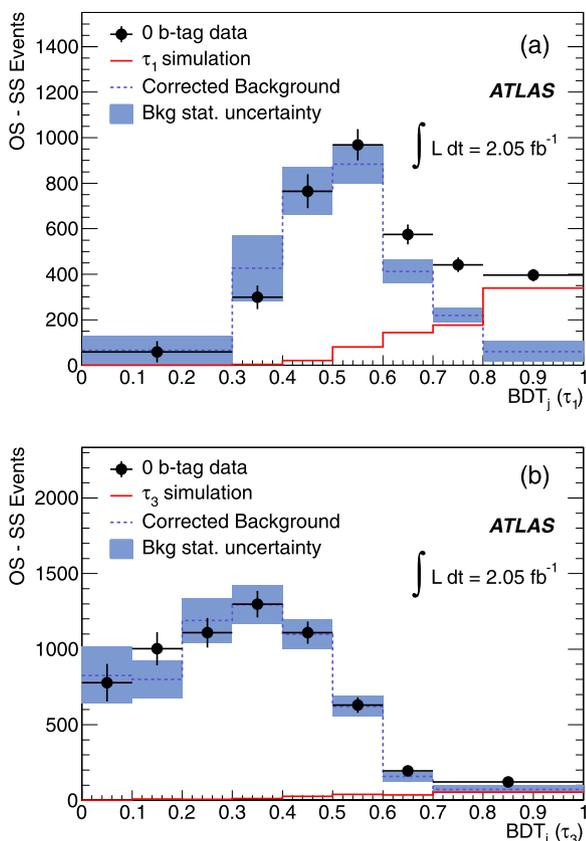 OS - SS Events
1400
1200
1000
800
600
400
200
0
0 b-tag data
τ1 simulation
Corrected Background
Bkg stat. uncertainty
(a)
ATLAS
∫ L dt = 2.05 fb-1
0 0.1 0.2 0.3 0.4 0.5 0.6 0.7 0.8 0.9 1
BDTj (τ1)
OS - SS Events
2000
1500
1000
500
0
0 b-tag data
τ3 simulation
Corrected Background
Bkg stat. uncertainty
(b)
ATLAS
∫ L dt = 2.05 fb-1
0 0.1 0.2 0.3 0.4 0.5 0.6 0.7 0.8 0.9 1
BDTj (τ3)